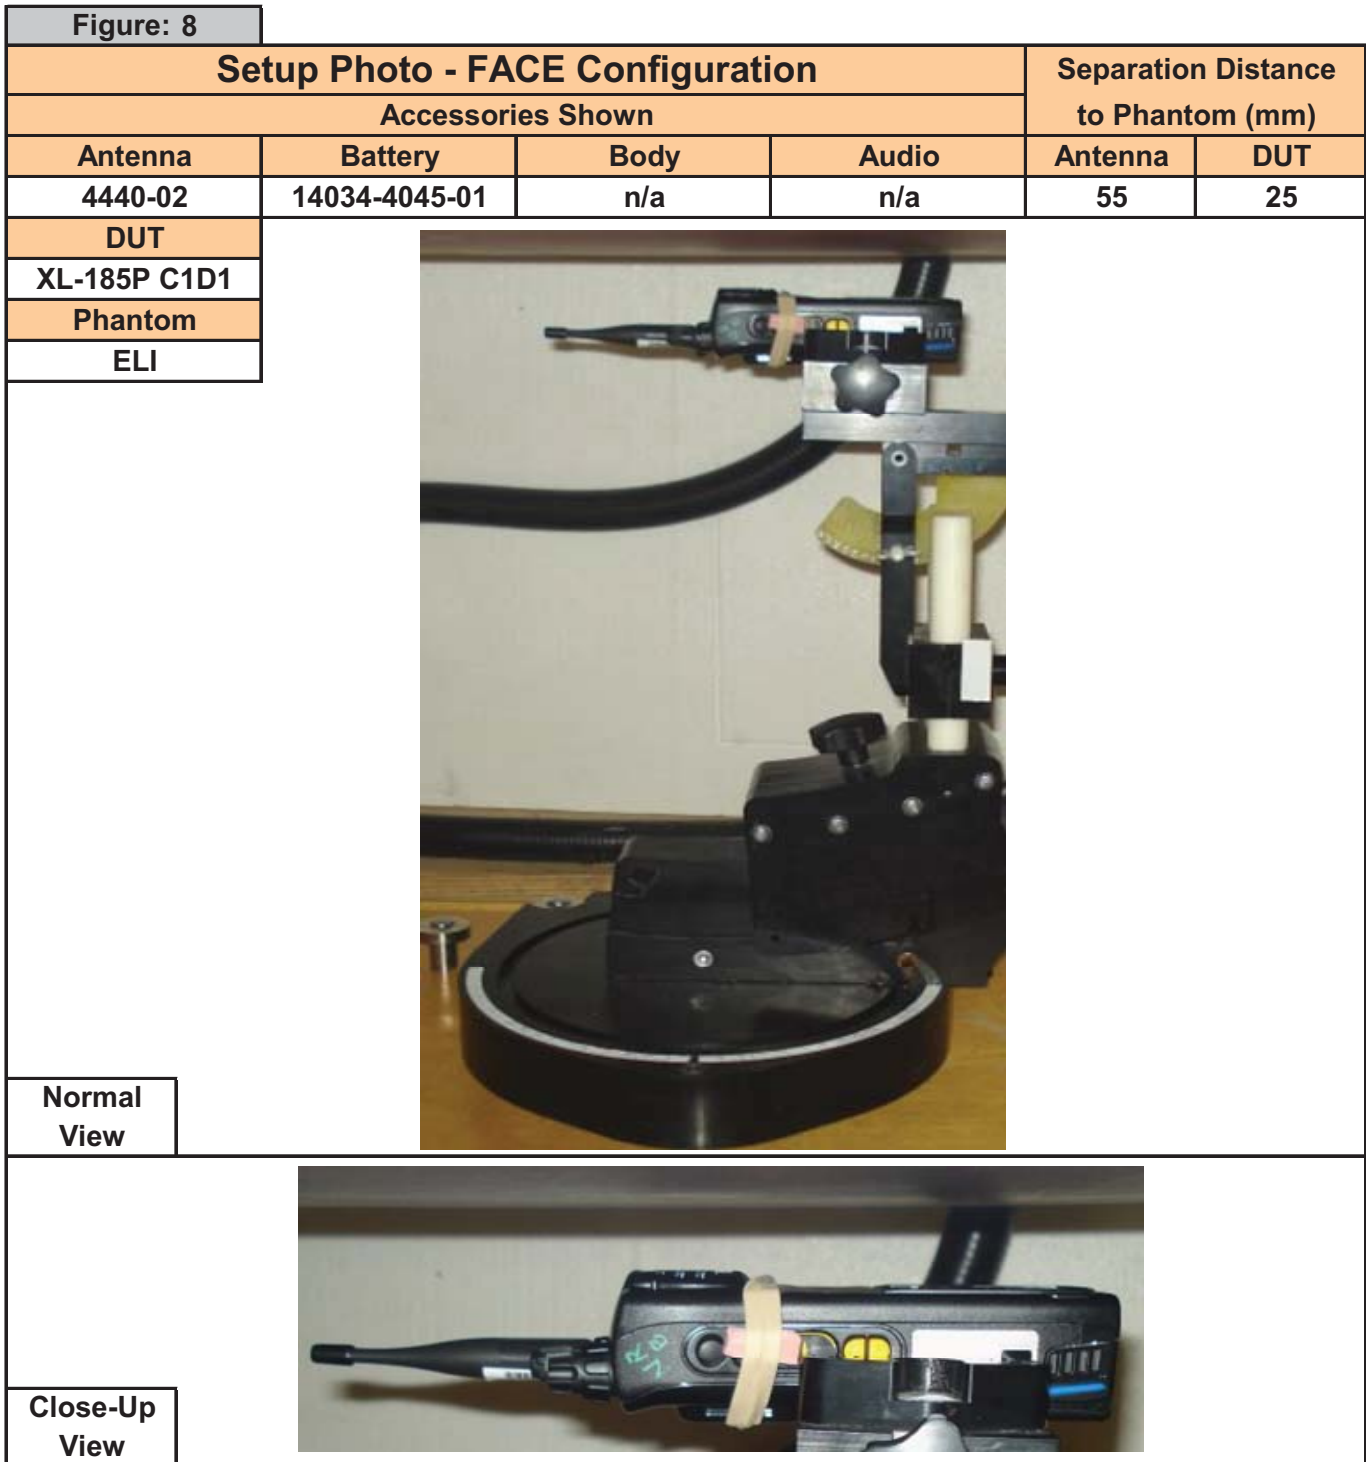 Figure: 8
Setup Photo - FACE Configuration
Separation Distance
to Phantom (mm)
Accessories Shown
Antenna Battery Body Audio Antenna DUT
4440-02 14034-4045-01 n/a n/a 55 25
DUT
XL-185P C1D1
Phantom
ELI
Normal
View
Close-Up
View